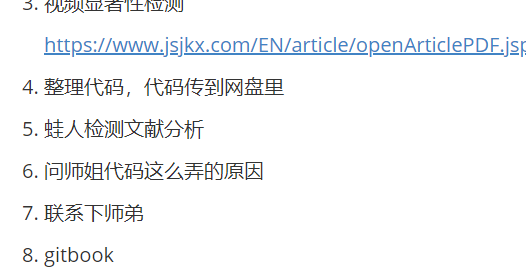 3. 视频显著性检测
https://www.jsjkx.com/EN/article/openArticlePDF.jsp
4. 整理代码，代码传到网盘里
5. 蛙人检测文献分析
6. 问师姐代码这么弄的原因
7. 联系下师弟
8. gitbook